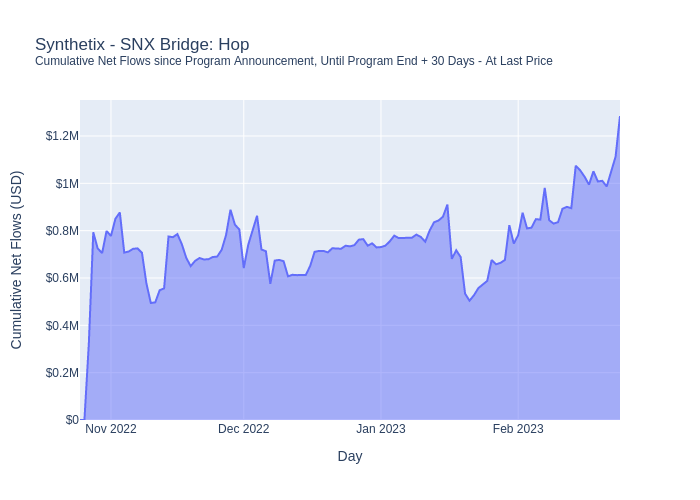 Synthetix - SNX Bridge: Hop
Cumulative Net Flows since Program Announcement, Until Program End + 30 Days - At Last Price
Cumulative Net Flows (USD)
$1.2M
$1M
$0.8M
$0.6M
$0.4M
$0.2M
$0
Nov 2022
Dec 2022
Jan 2023
Feb 2023
Day